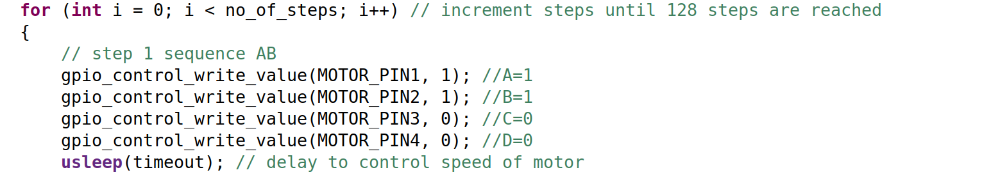 for (int i = 0; i < no_of_steps; i++) // increment steps until 128 steps are reached
{
    // step 1 sequence AB
    gpio_control_write_value(MOTOR_PIN1, 1); //A=1
    gpio_control_write_value(MOTOR_PIN2, 1); //B=1
    gpio_control_write_value(MOTOR_PIN3, 0); //C=0
    gpio_control_write_value(MOTOR_PIN4, 0); //D=0
    usleep(timeout); // delay to control speed of motor